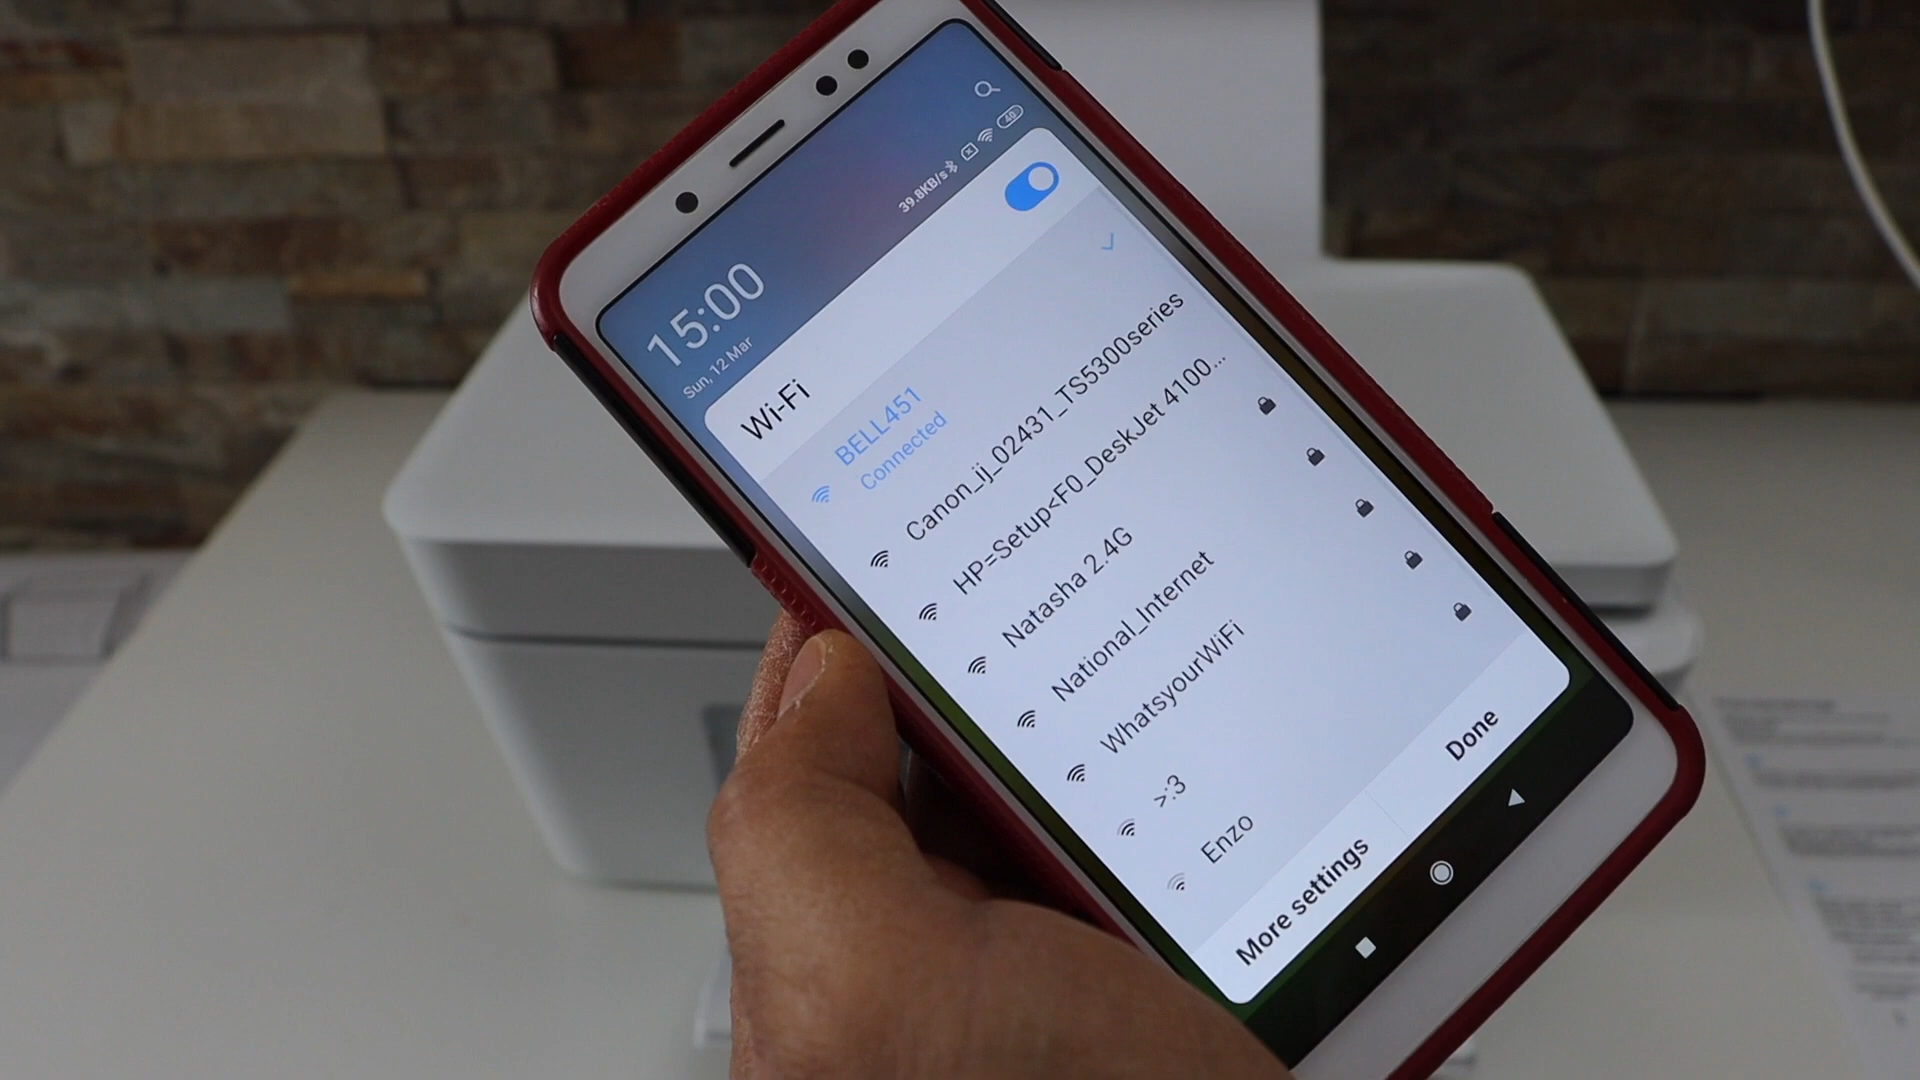 39.8KB/s
40
15:00
Sun, 12 Mar
Wi-Fi
BELL451
Connected
Canon_ij_02431_TS5300series
HP=Setup<F0_DeskJet 4100...
Natasha 2.4G
National_Internet
WhatsyourWiFi
>:3
Enzo
More settings
Done